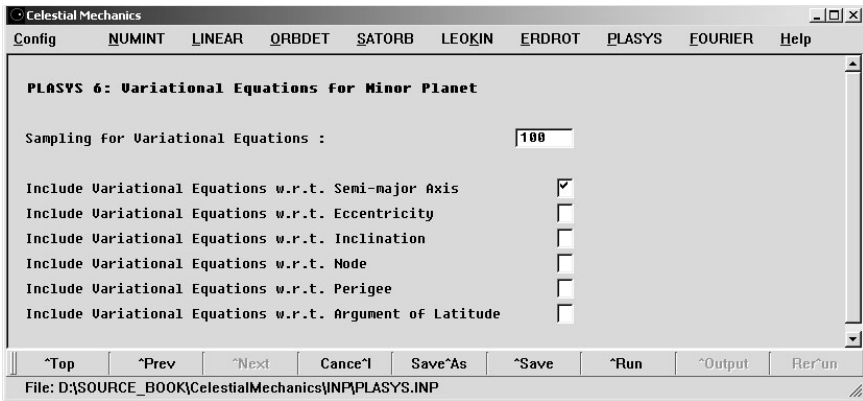 Celestial Mechanics
Config NUMINT LINEAR ORBDET SATORB LEOKIN ERDROT PLASYS FOURIER Help
PLASYS 6: Variational Equations for Minor Planet
Sampling for Variational Equations : 100
Include Variational Equations w.r.t. Semi-major Axis
Include Variational Equations w.r.t. Eccentricity
Include Variational Equations w.r.t. Inclination
Include Variational Equations w.r.t. Node
Include Variational Equations w.r.t. Perigee
Include Variational Equations w.r.t. Argument of Latitude
^Top ^Prev ^Next Cance^l Save^As ^Save ^Run ^Output Rer^un
File: D:\SOURCE_BOOK\CelestialMechanics\INP\PLASYS.INP